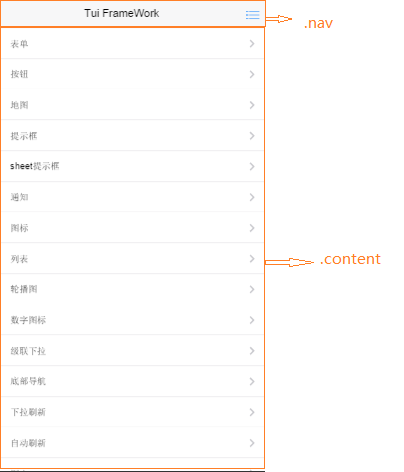 Tui FrameWork
.nav
表单
按钮
地图
提示框
sheet提示框
通知
图标
列表
.content
轮播图
数字图标
级联下拉
底部导航
下拉刷新
自动刷新